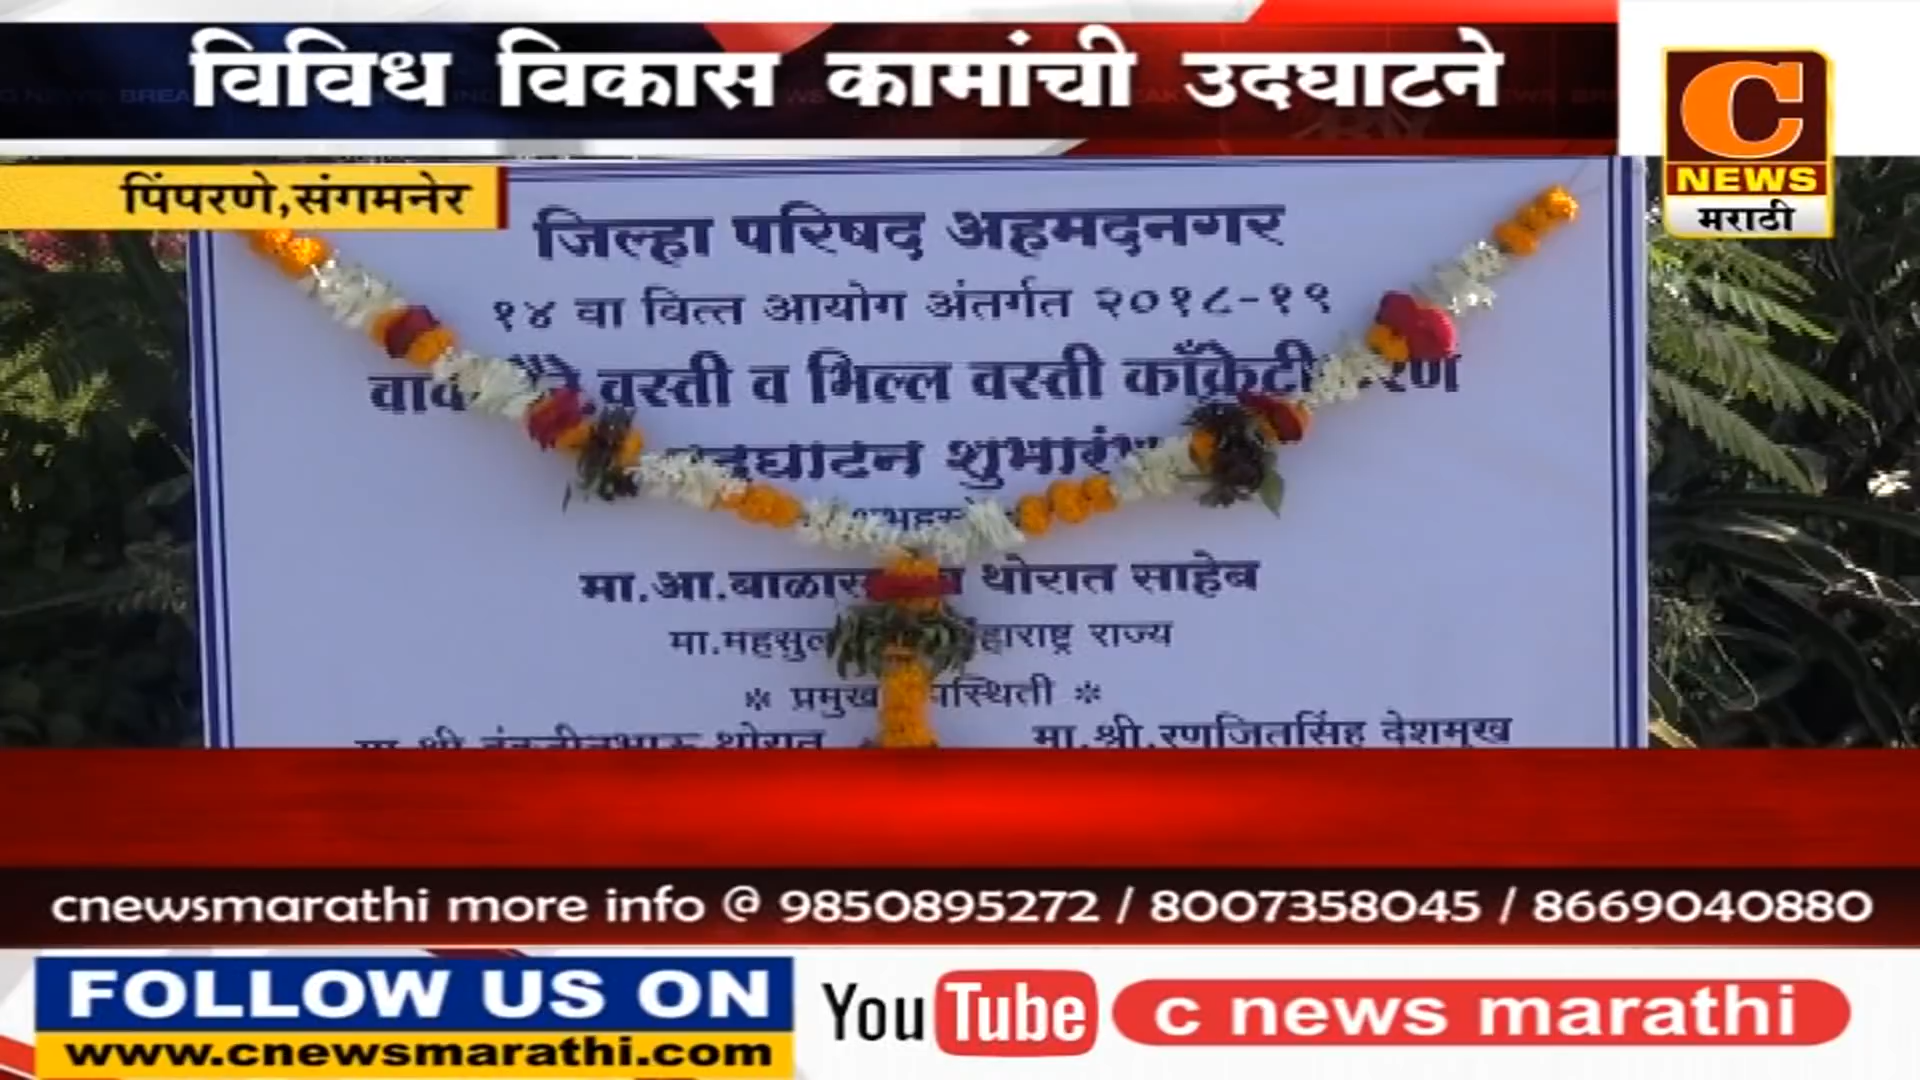 विविध विकास कामांची उदघाटने
C
NEWS
मराठी
पिंपरणे,संगमनेर
जिल्हा परिषद अहमदनगर
१४ वा वित्त आयोग अंतर्गत २०१८-१९
वस्ती व भिल्ल वस्ती
शुभारंभ
थोरात साहेब
राज्य
* प्रमुख *
थोरात मा.श्री.रणजितसिंह देशमुख
cnewsmarathi more info @ 9850895272 / 8007358045 / 8669040880
FOLLOW US ON
www.cnewsmarathi.com
YouTube c news marathi